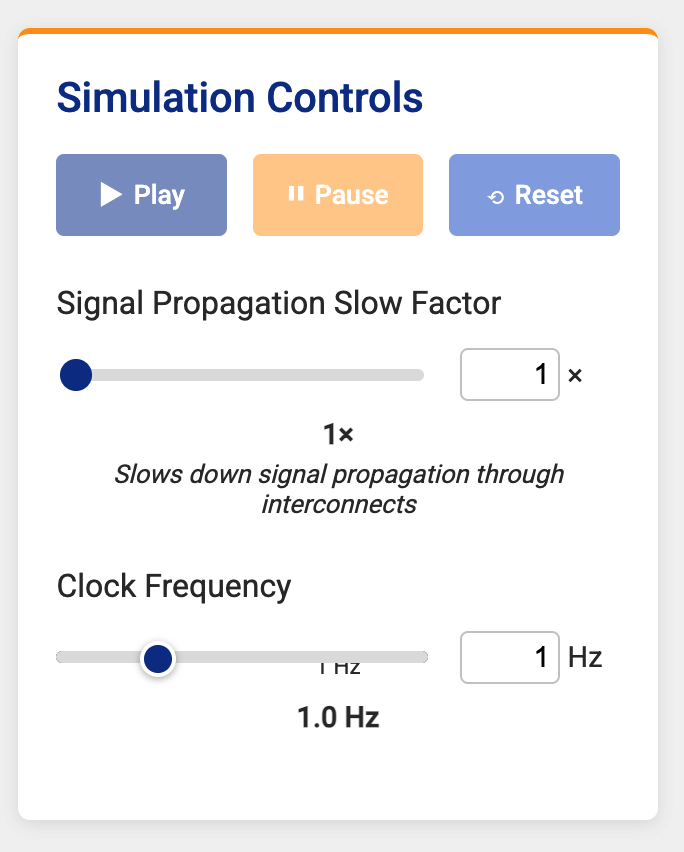 Simulation Controls
▶ Play
⏸ Pause
⟲ Reset
Signal Propagation Slow Factor
1 ×
1×
Slows down signal propagation through
interconnects
Clock Frequency
1 Hz
1 Hz
1.0 Hz